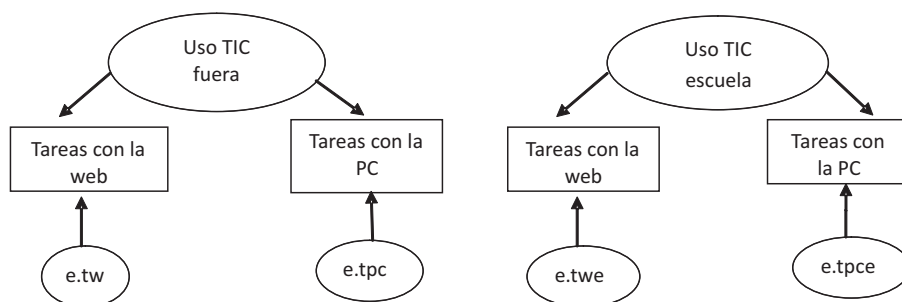 Uso TIC
fuera
Tareas con la
web
Tareas con la
PC
e.tw
e.tpc
Uso TIC
escuela
Tareas con la
web
Tareas con
la PC
e.twe
e.tpce